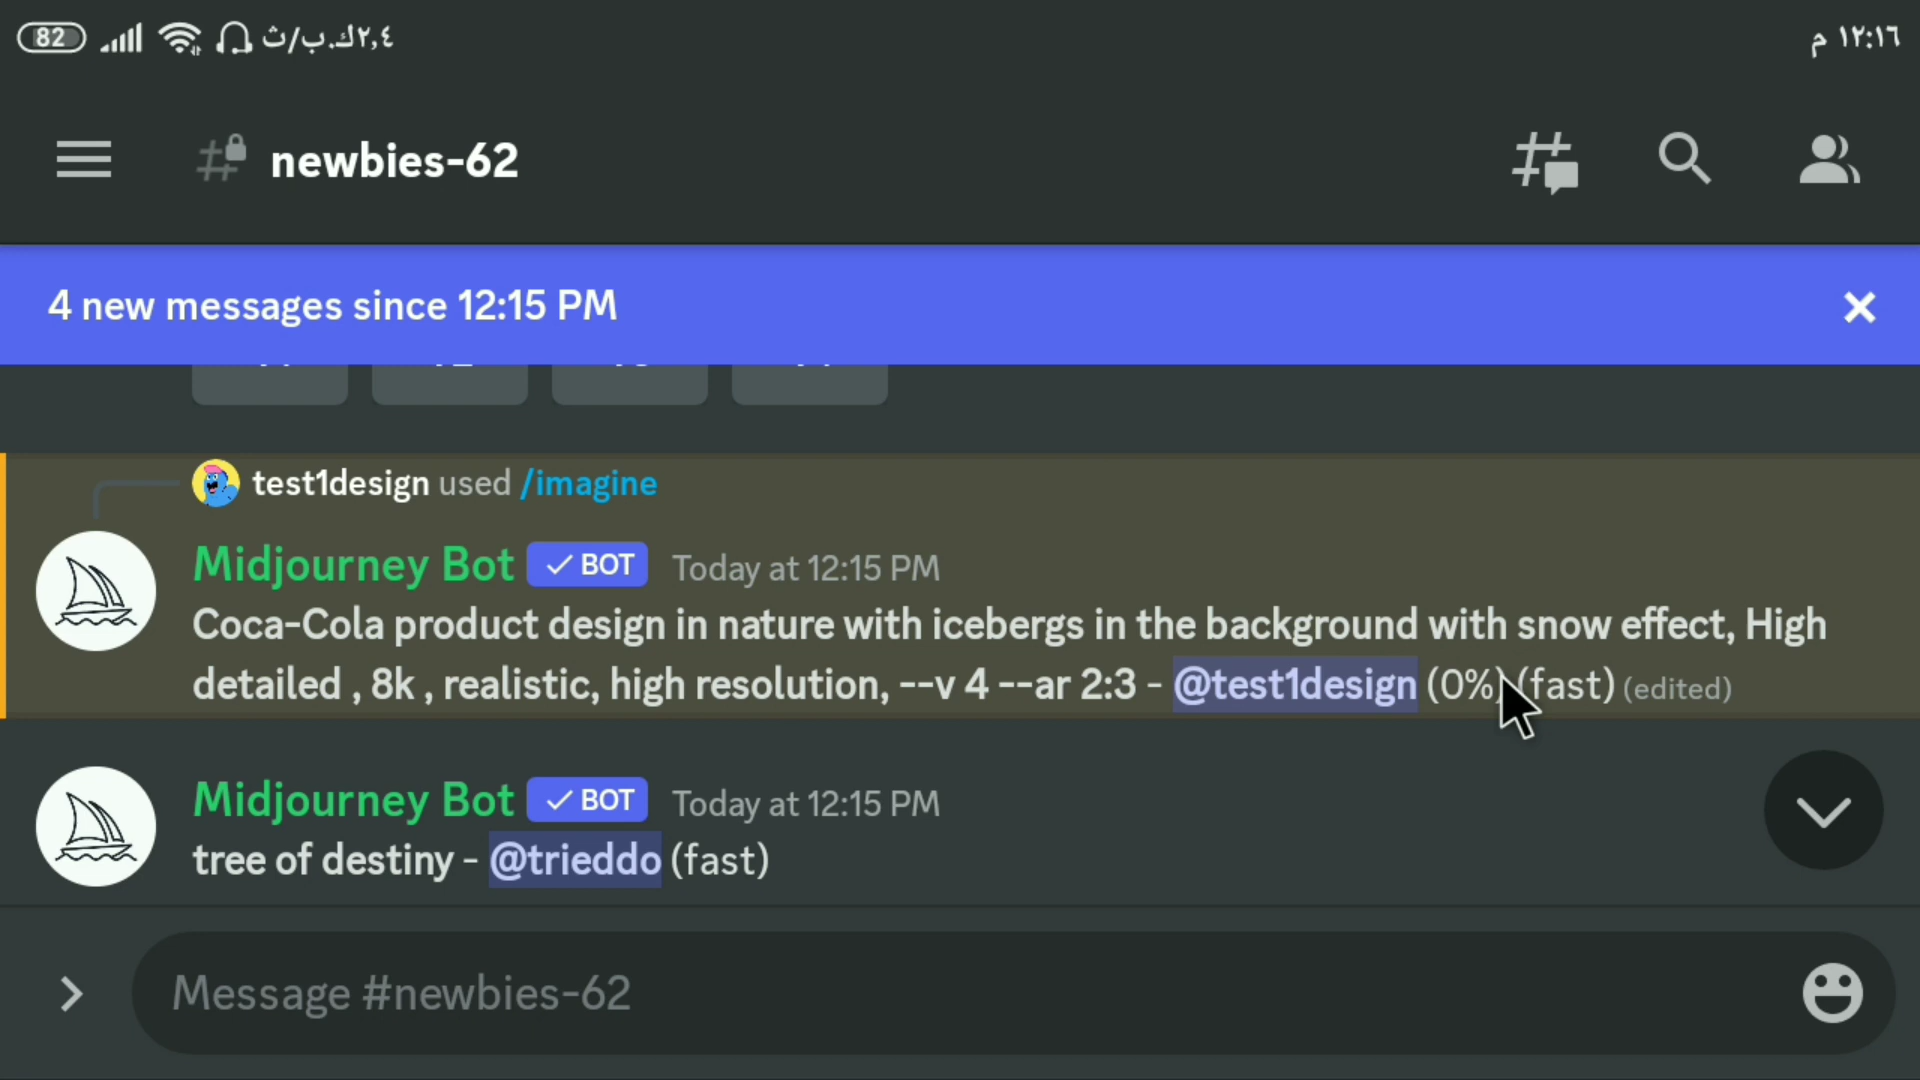 82 ٢,٤ك.ب/ث ١٢:١٦ م
newbies-62
4 new messages since 12:15 PM
test1design used /imagine
Midjourney Bot ✓ BOT Today at 12:15 PM
Coca-Cola product design in nature with icebergs in the background with snow effect, High
detailed , 8k , realistic, high resolution, --v 4 --ar 2:3 - @test1design (0%) (fast) (edited)
Midjourney Bot ✓ BOT Today at 12:15 PM
tree of destiny - @trieddo (fast)
Message #newbies-62